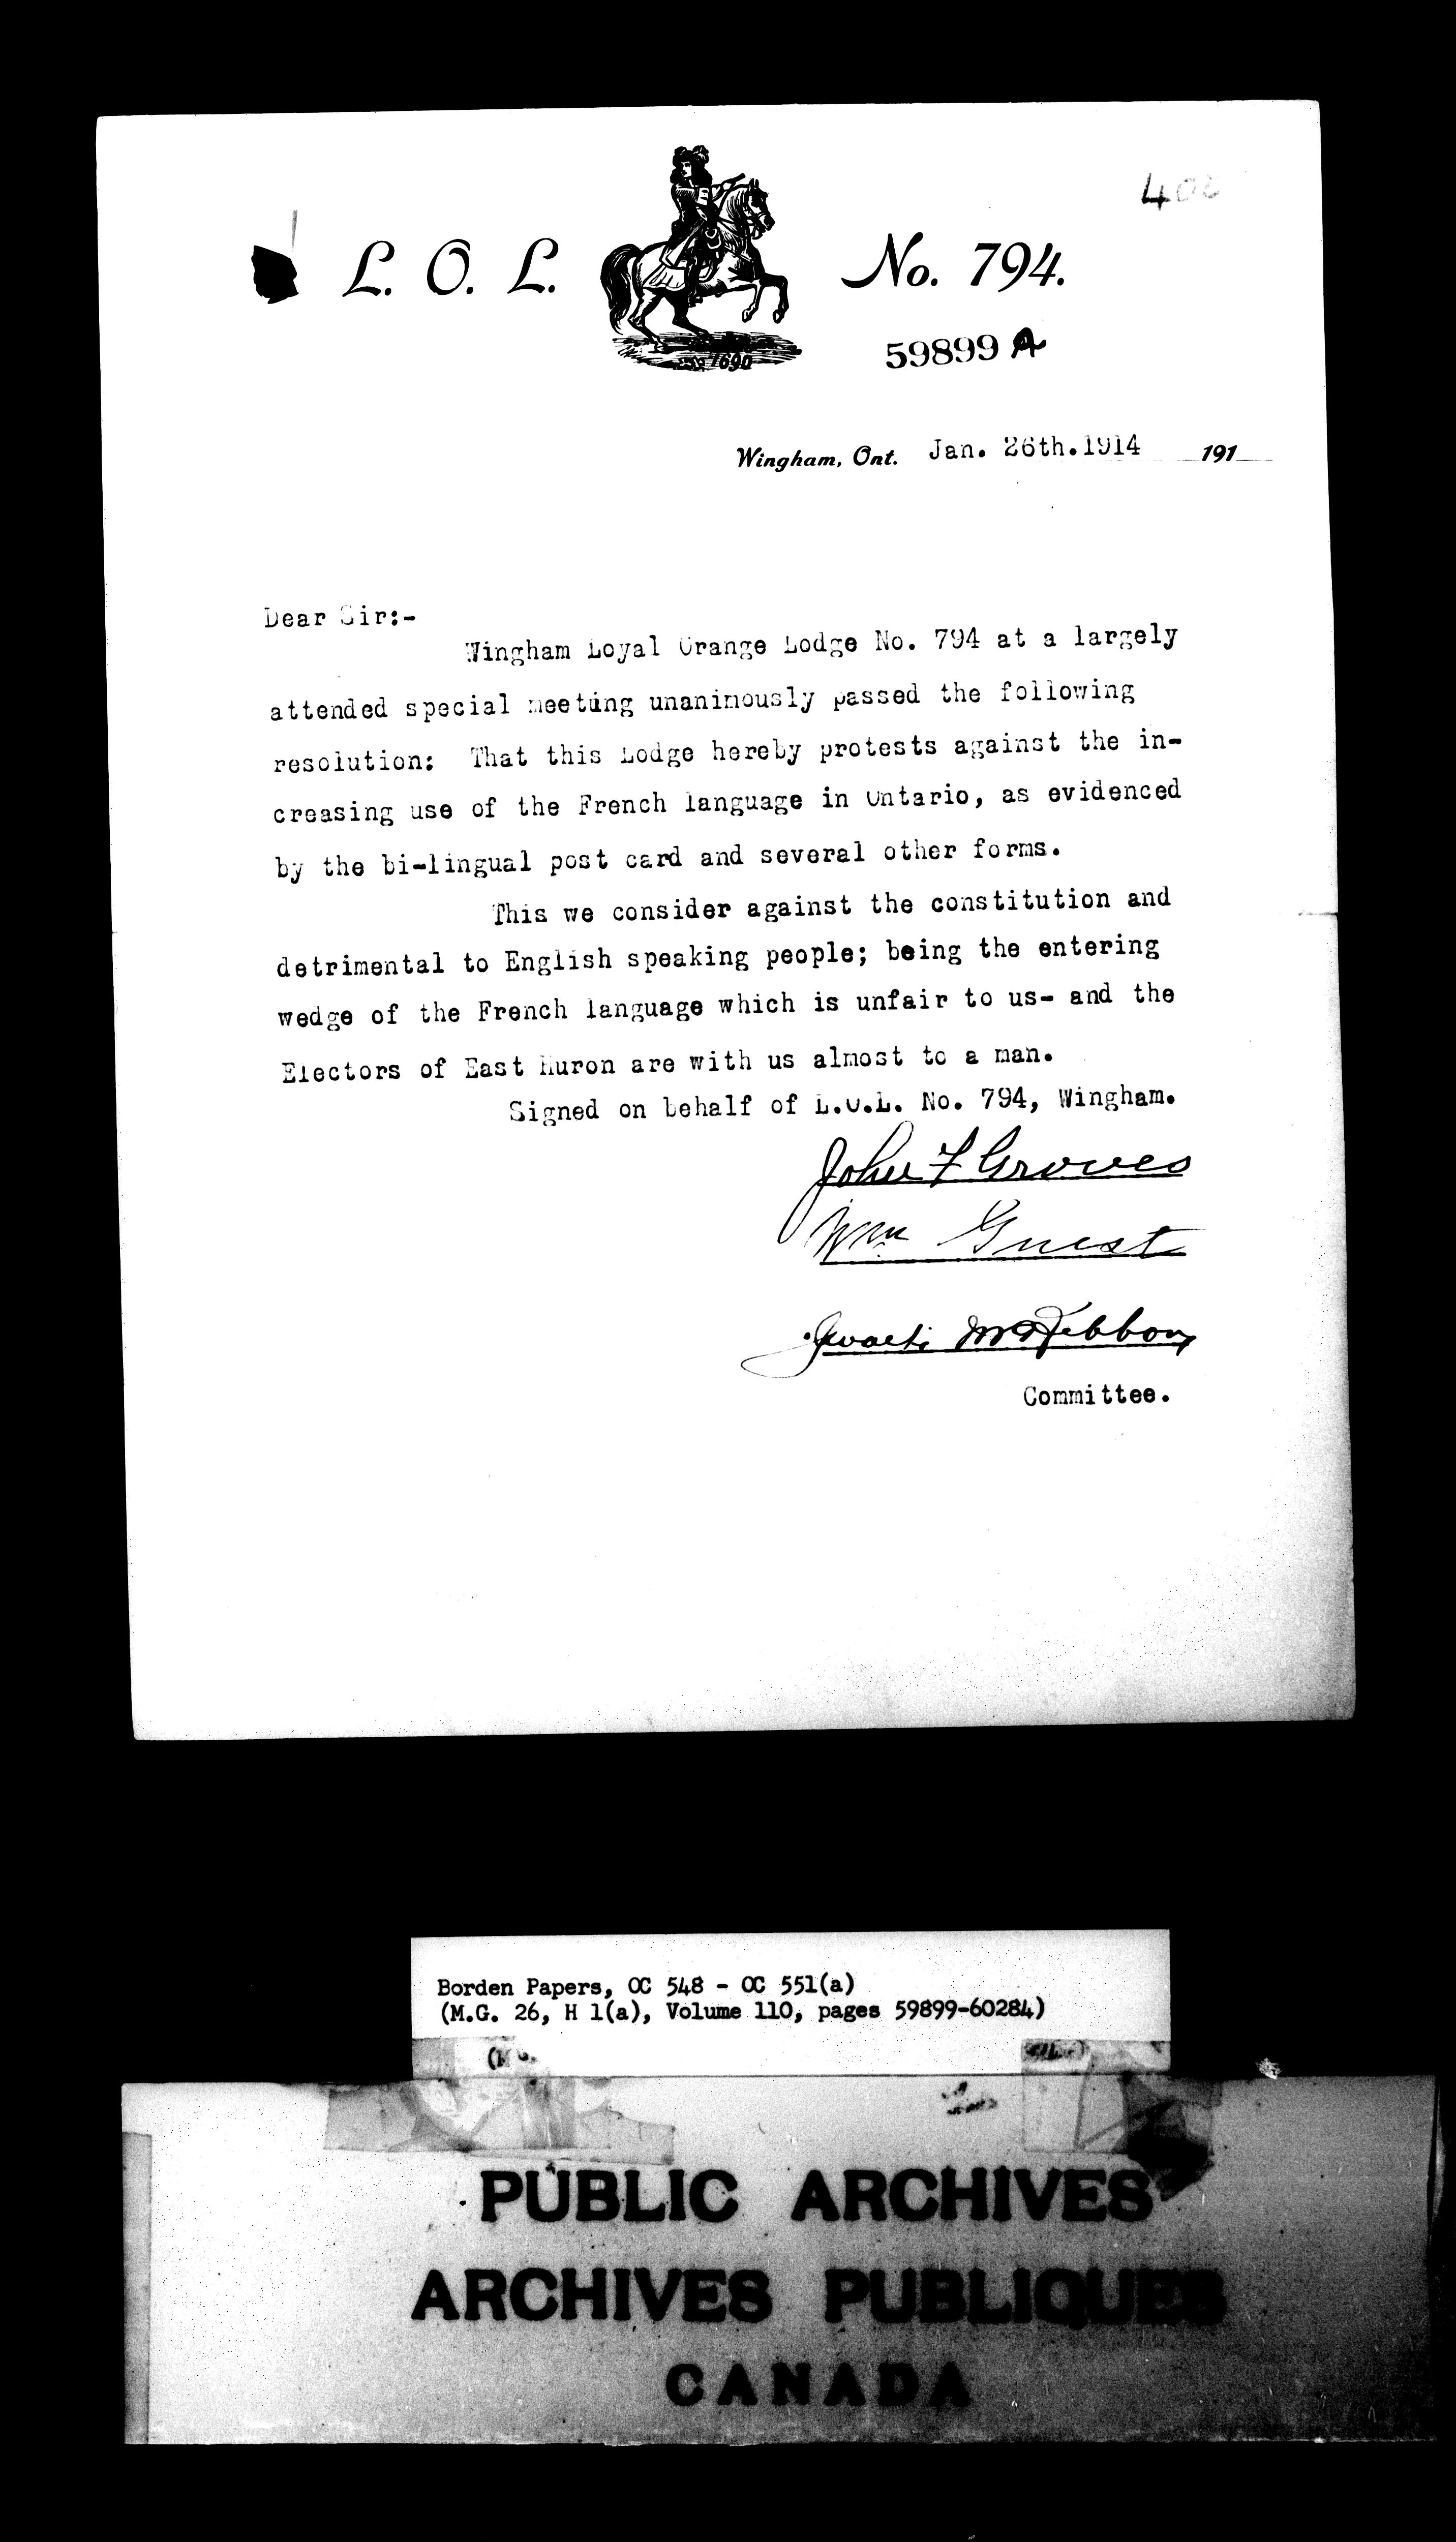 402
L. O. L. No. 794.
1690
59899 A
Wingham, Ont. Jan. 26th.1914 191
Dear Sir:-
Wingham Loyal Orange Lodge No. 794 at a largely
attended special meeting unanimously passed the following
resolution: That this Lodge hereby protests against the in-
creasing use of the French language in Ontario, as evidenced
by the bi-lingual post card and several other forms.
This we consider against the constitution and
detrimental to English speaking people; being the entering
wedge of the French language which is unfair to us- and the
Electors of East Huron are with us almost to a man.
Signed on behalf of L.O.L. No. 794, Wingham.
John F Groves
Wm Guest
McKibbon
Committee.
Borden Papers, OC 548 - OC 551(a)
(M.G. 26, H 1(a), Volume 110, pages 59899-60284)
PUBLIC ARCHIVES
ARCHIVES PUBLIQUES
CANADA